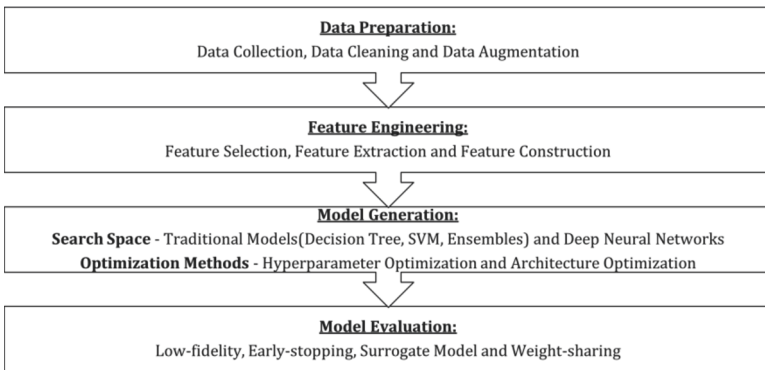 Data Preparation:
Data Collection, Data Cleaning and Data Augmentation
Feature Engineering:
Feature Selection, Feature Extraction and Feature Construction
Model Generation:
Search Space - Traditional Models(Decision Tree, SVM, Ensembles) and Deep Neural Networks
Optimization Methods - Hyperparameter Optimization and Architecture Optimization
Model Evaluation:
Low-fidelity, Early-stopping, Surrogate Model and Weight-sharing